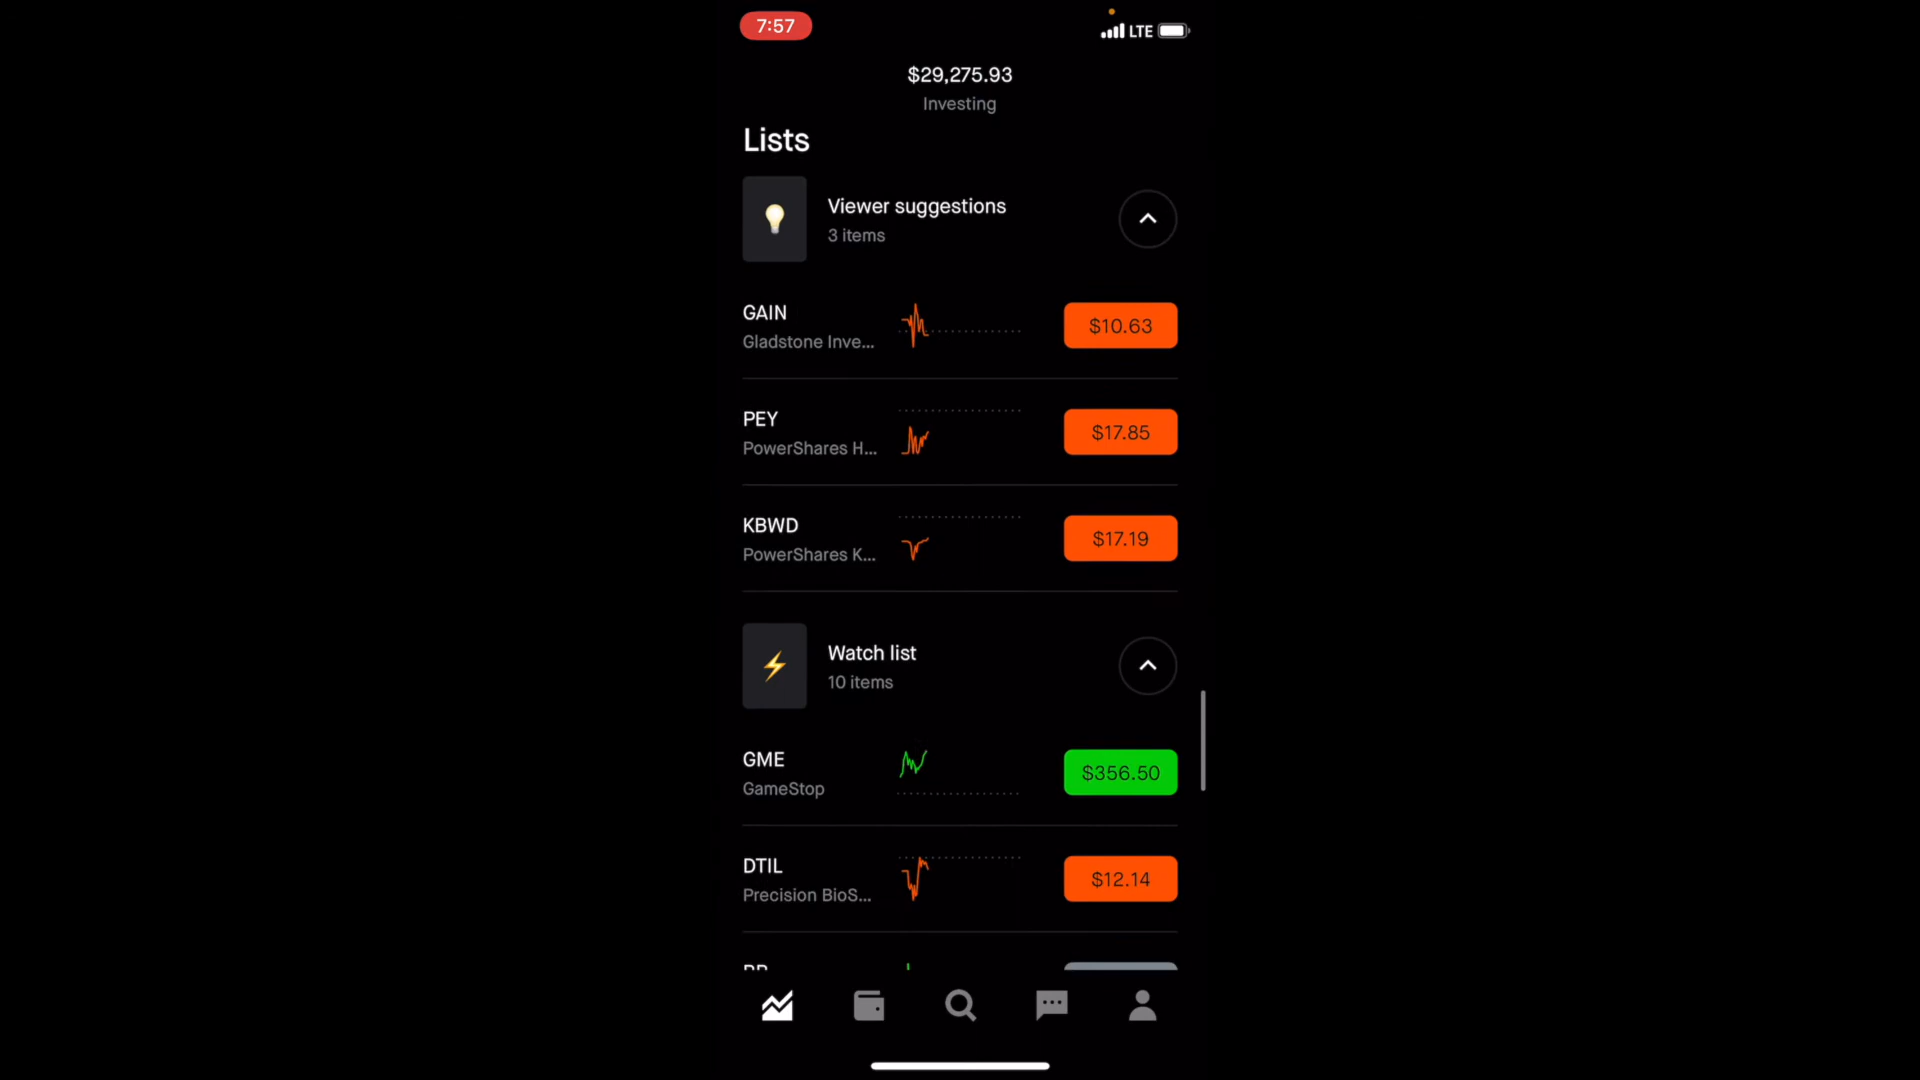 7:57
LTE
$29,275.93
Investing
Lists
Viewer suggestions
3 items
GAIN
Gladstone Inve...
$10.63
PEY
PowerShares H...
$17.85
KBWD
PowerShares K...
$17.19
Watch list
10 items
GME
GameStop
$356.50
DTIL
Precision BioS...
$12.14